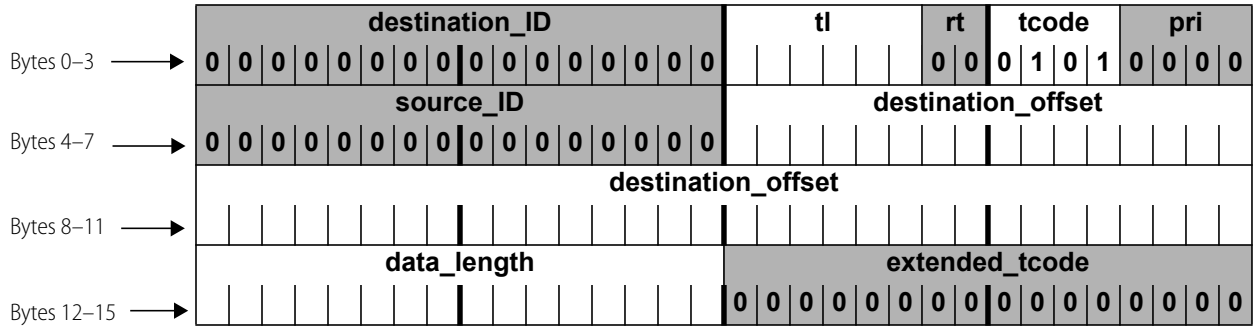 destination_ID tl rt tcode pri
Bytes 0–3 0 0 0 0 0 0 0 0 0 0 0 0 0 0 0 0 0 0 0 1 0 1 0 0 0 0
source_ID destination_offset
Bytes 4–7 0 0 0 0 0 0 0 0 0 0 0 0 0 0 0 0
destination_offset
Bytes 8–11
data_length extended_tcode
Bytes 12–15 0 0 0 0 0 0 0 0 0 0 0 0 0 0 0 0